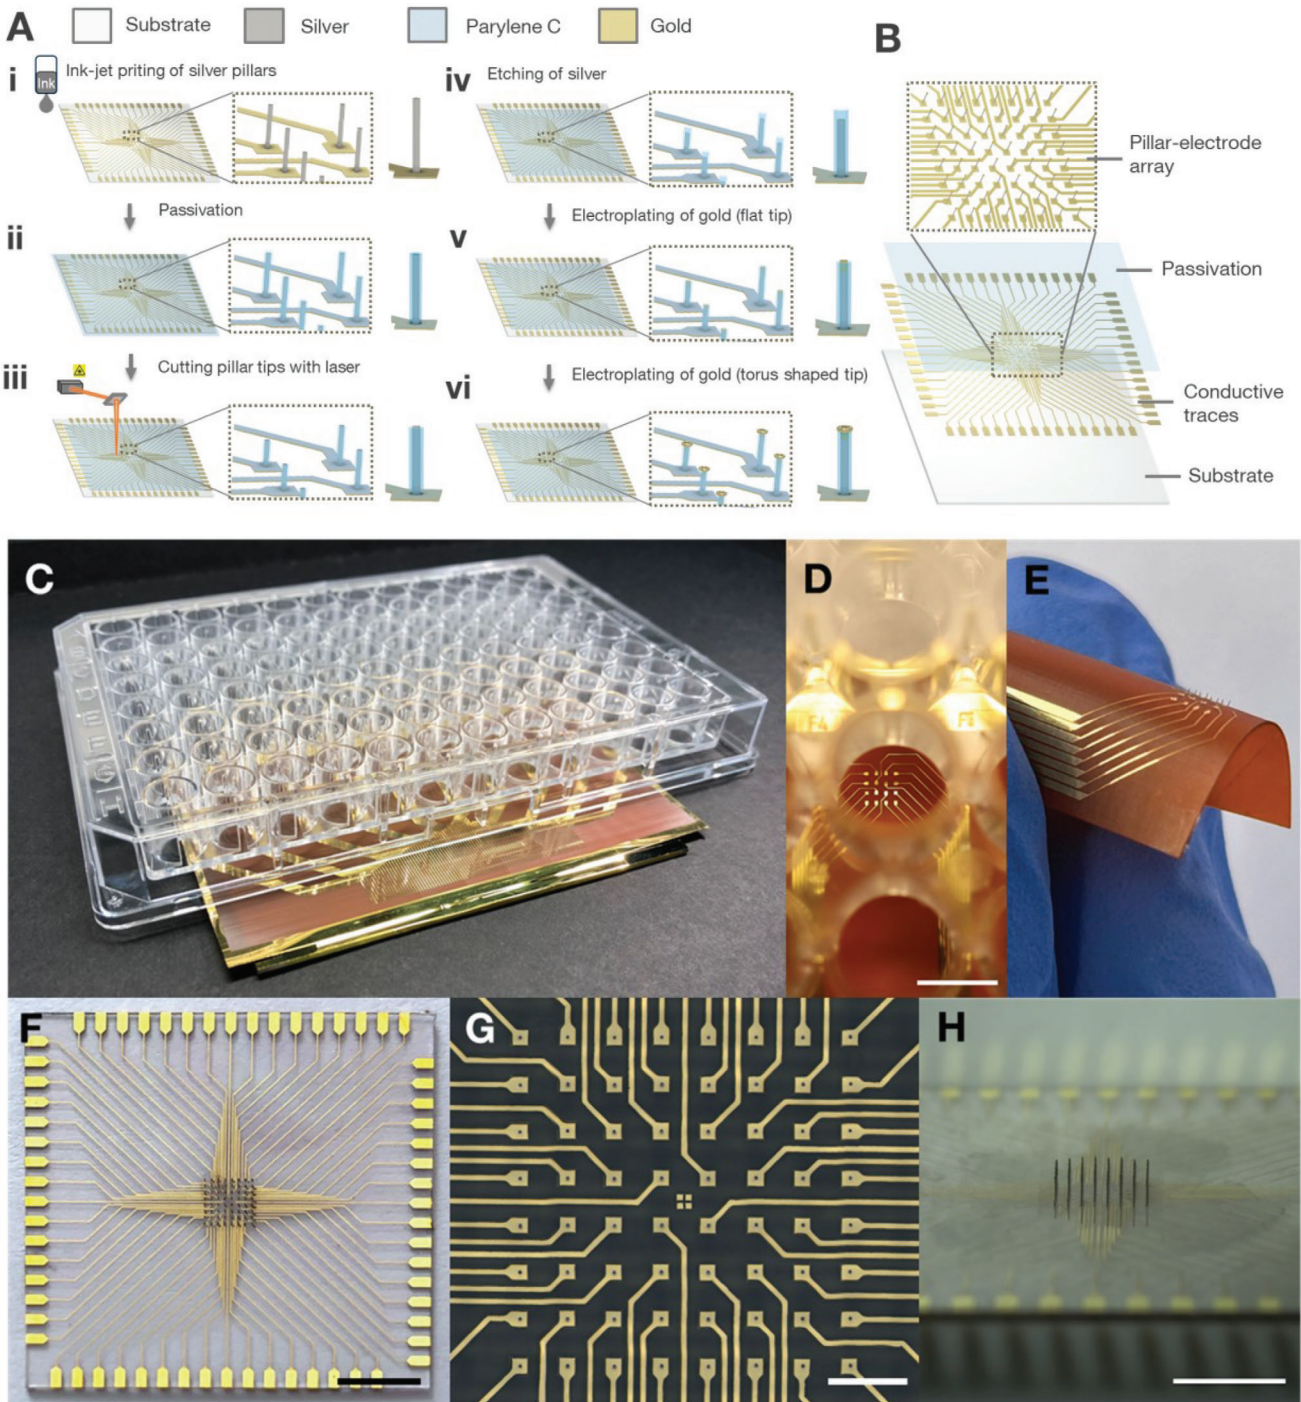 A
Substrate
Silver
Parylene C
Gold
B
i
Ink
Ink-jet priting of silver pillars
iv
Etching of silver
Pillar-electrode
array
Passivation
Electroplating of gold (flat tip)
ii
v
Passivation
iii
Cutting pillar tips with laser
vi
Electroplating of gold (torus shaped tip)
Conductive
traces
Substrate
C
D
E
F4
F
G
H